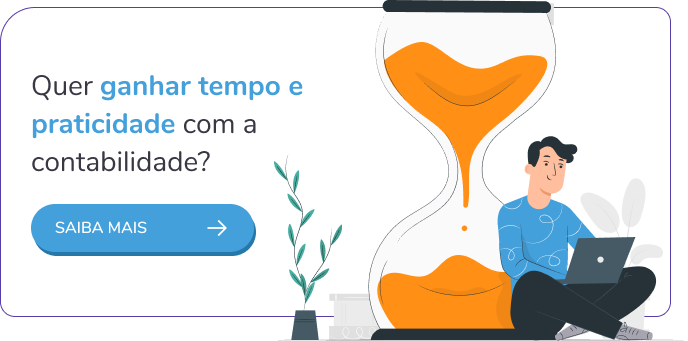 Quer ganhar tempo e
praticidade com a
contabilidade?
SAIBA MAIS